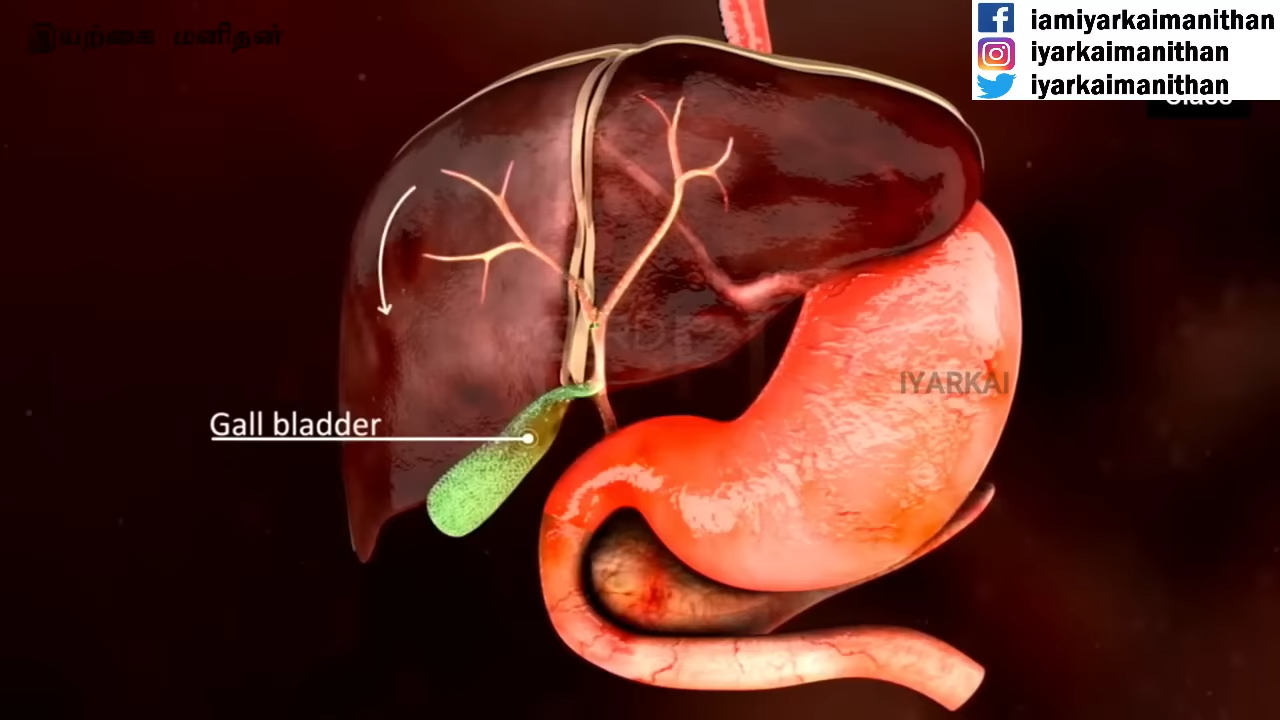 இயற்கை மனிதன்
iamiyarkaimanithan
iyarkaimanithan
iyarkaimanithan
IYARKAI
Gall bladder